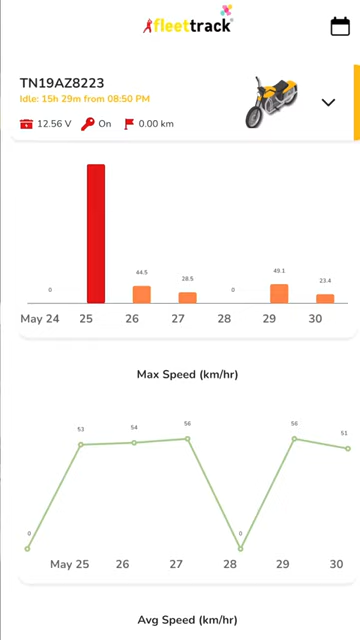 fleettrack
TN19AZ8223
Idle: 15h 29m from 08:50 PM
12.56 V On 0.00 km
0 44.5 28.5 0 49.1 23.4
May 24 25 26 27 28 29 30
Max Speed (km/hr)
0 53 54 56 0 56 51
May 25 26 27 28 29 30
Avg Speed (km/hr)